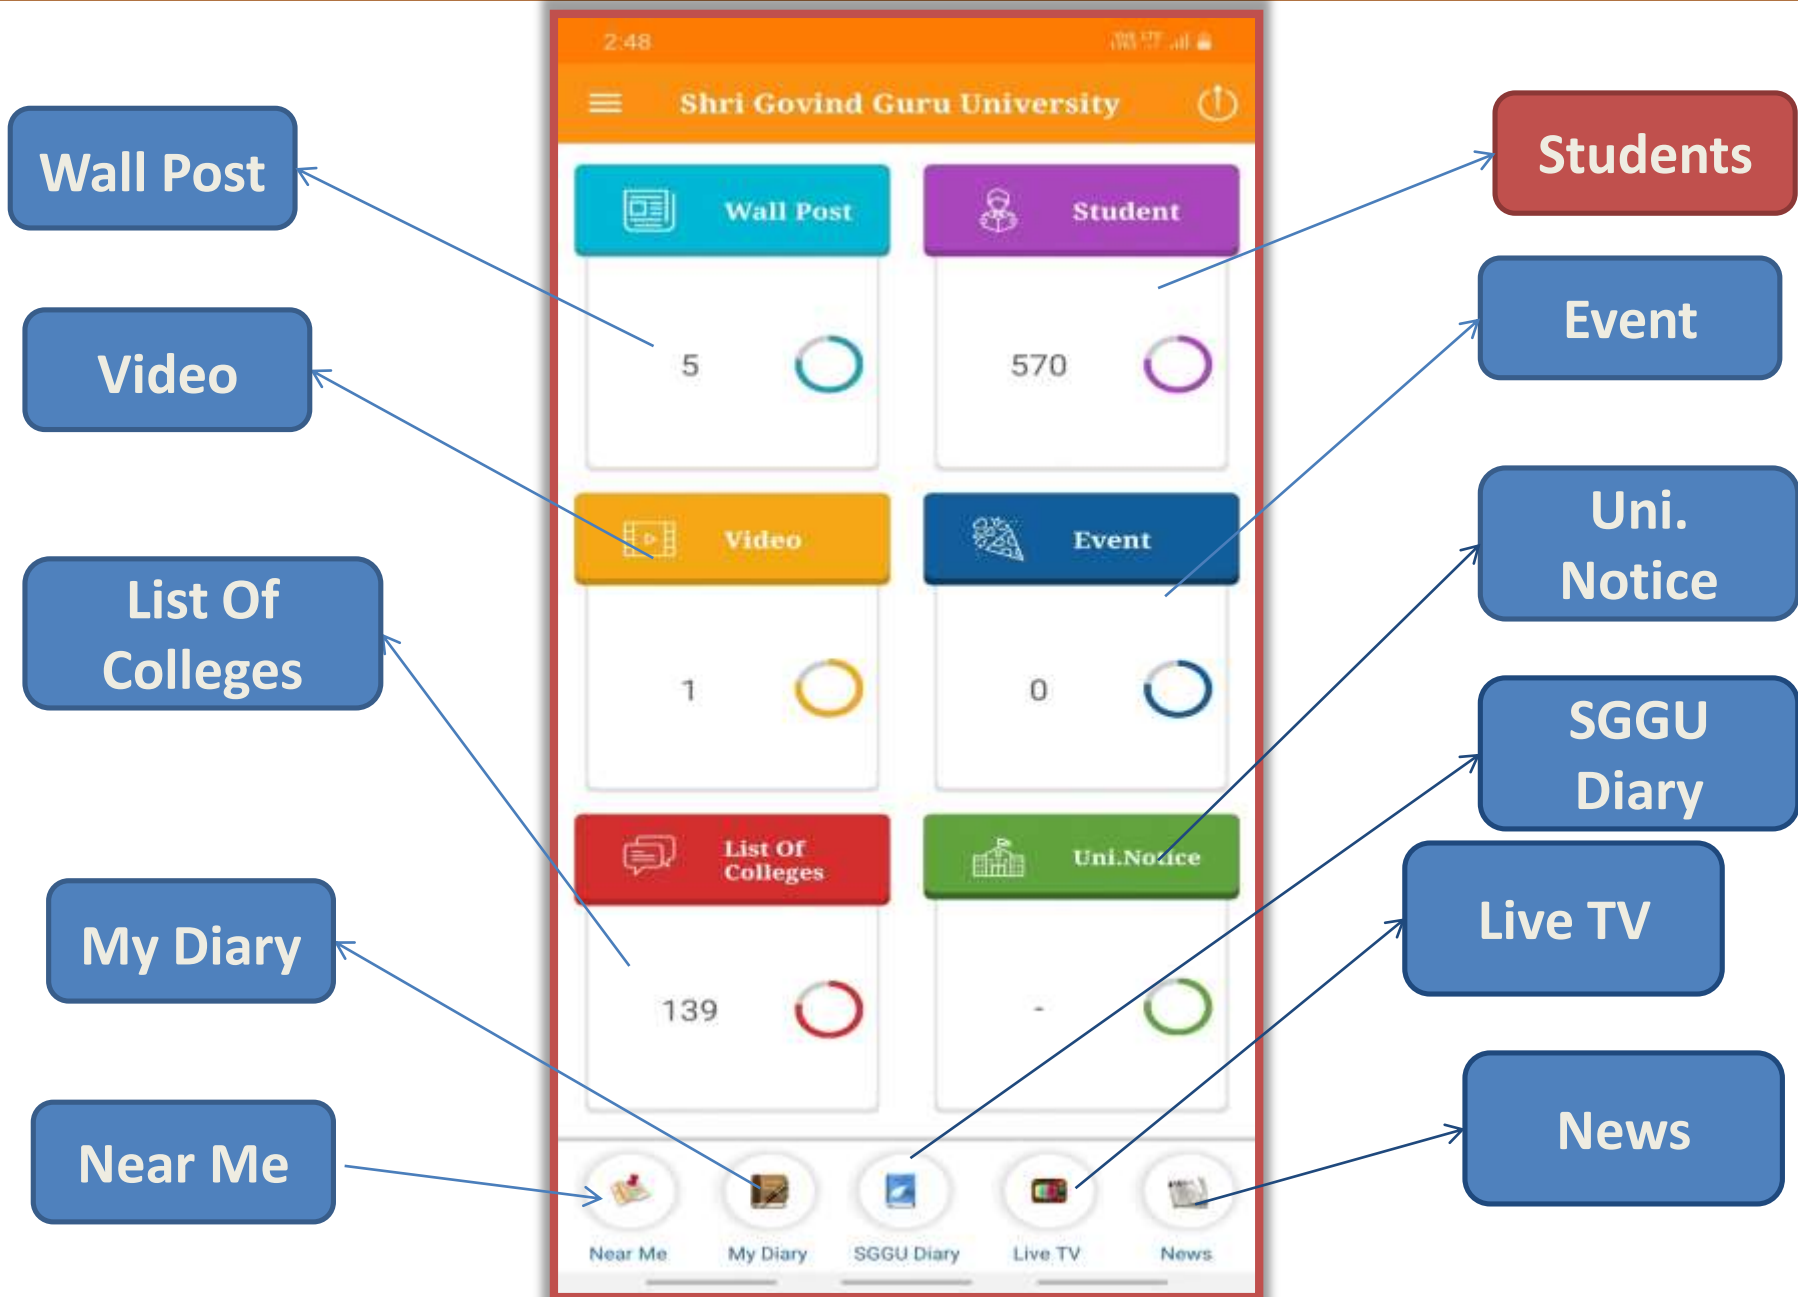 2:48
Shri Govind Guru University
Wall Post
Video
List Of
Colleges
My Diary
Near Me
Wall Post
Student
5
570
Video
Event
1
0
List Of
Colleges
Uni.Notice
139
-
Near Me
My Diary
SGGU Diary
Live TV
News
Students
Event
Uni.
Notice
SGGU
Diary
Live TV
News